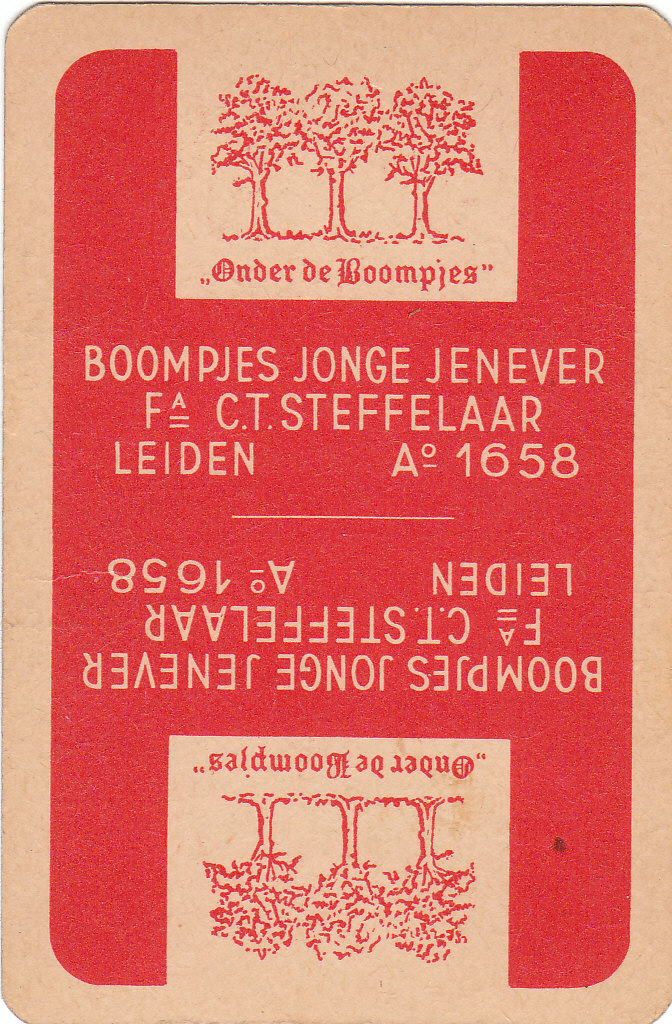 „Onder de Boompjes”
BOOMPJES JONGE JENEVER
FA C.T. STEFFELAAR
LEIDEN Aº 1658
LEIDEN Aº 1658
FA C.T. STEFFELAAR
BOOMPJES JONGE JENEVER
„Onder de Boompjes”